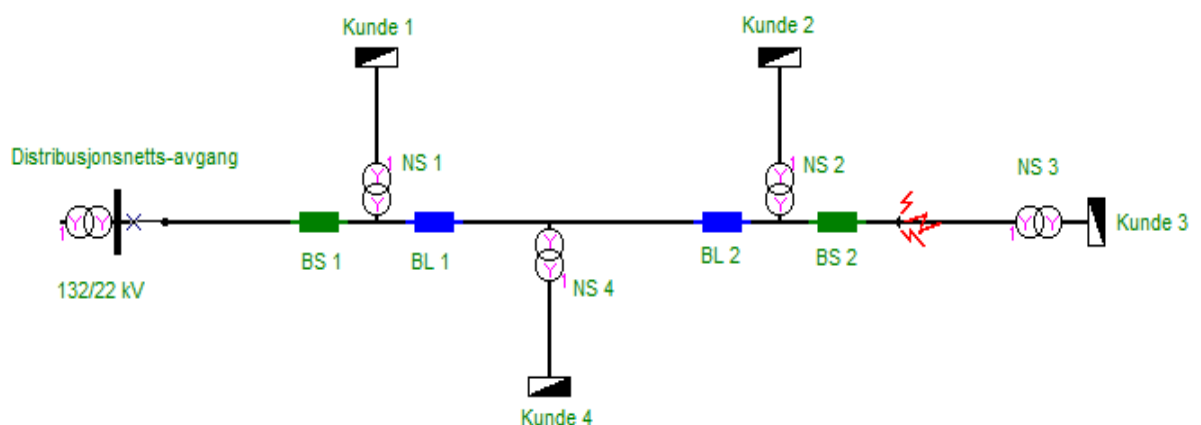 Kunde 1
Kunde 2
Distribusjonsnetts-avgang
NS 1
NS 2
NS 3
1
Y
Y
1
Y
Y
1
Y
Y
1
Y
Y
Kunde 3
BS 1
BL 1
Y
Y
1
NS 4
BL 2
BS 2
132/22 kV
Kunde 4